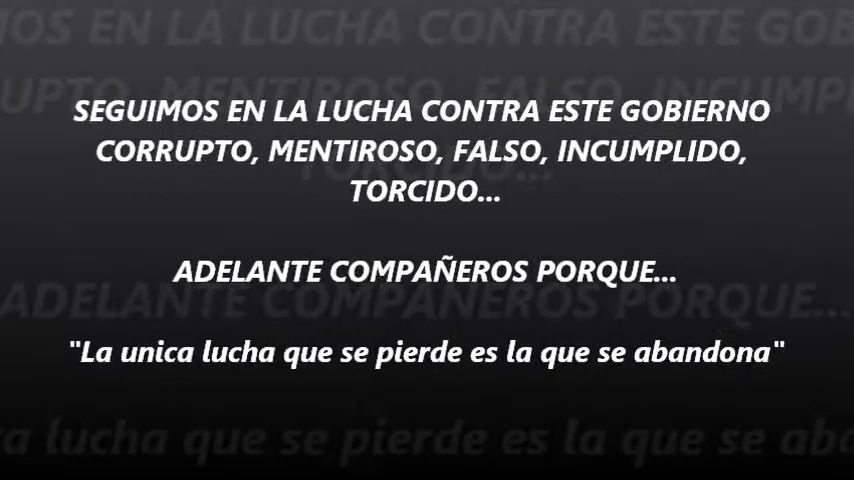 SEGUIMOS EN LA LUCHA CONTRA ESTE GOBIERNO
CORRUPTO, MENTIROSO, FALSO, INCUMPLIDO,
TORCIDO...
ADELANTE COMPAÑEROS PORQUE...
"La unica lucha que se pierde es la que se abandona"